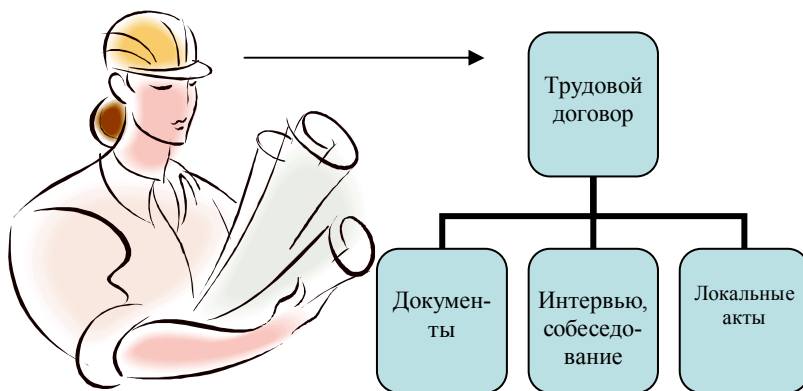 Трудовой
договор
Докумен-
ты
Интервью,
собеседо-
вание
Локальные
акты